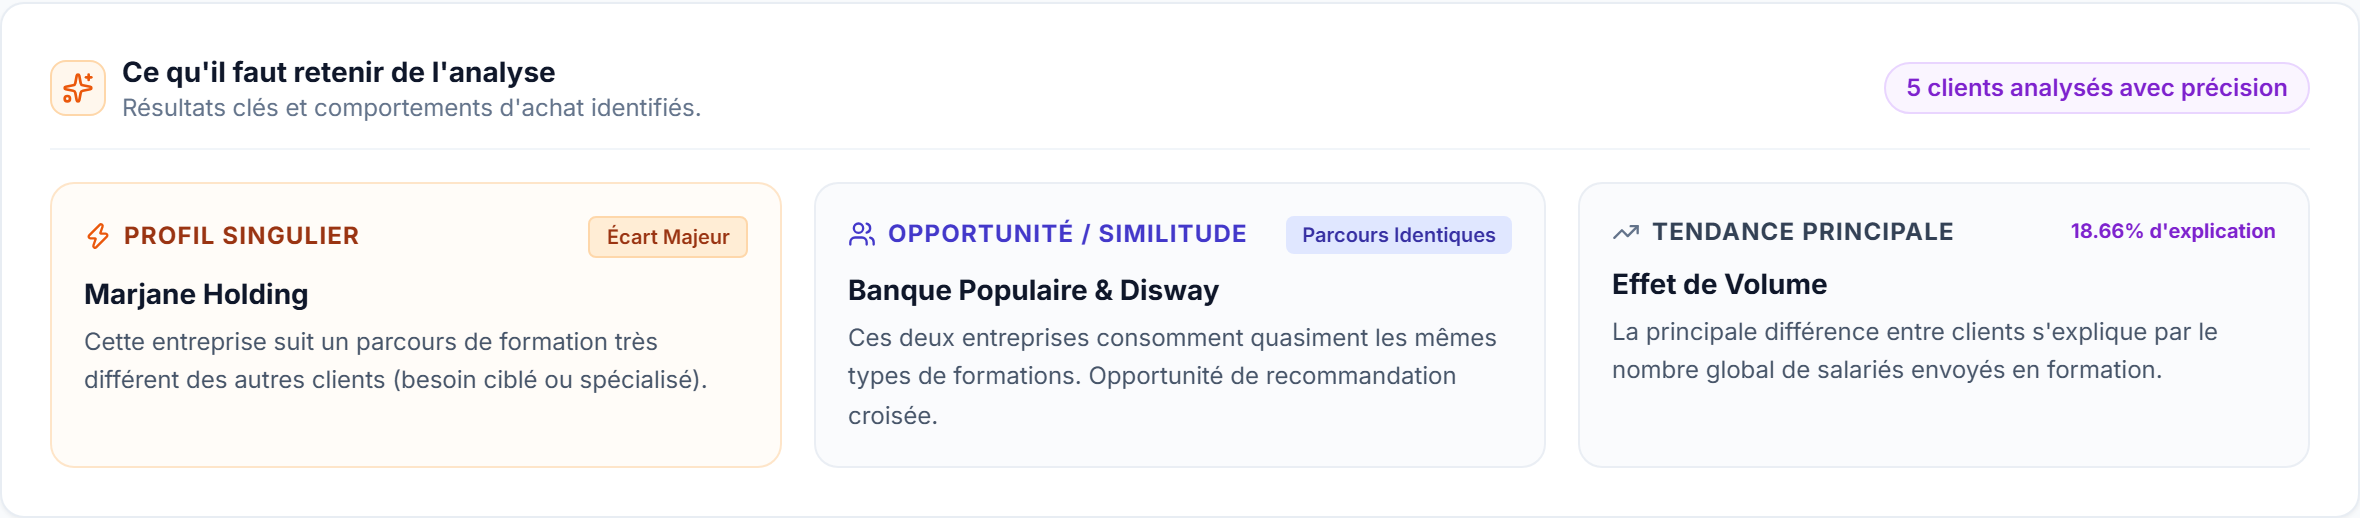 Ce qu'il faut retenir de l'analyse
Résultats clés et comportements d'achat identifiés.
5 clients analysés avec précision
PROFIL SINGULIER
Écart Majeur
Marjane Holding
Cette entreprise suit un parcours de formation très
différent des autres clients (besoin ciblé ou spécialisé).
OPPORTUNITÉ / SIMILITUDE
Parcours Identiques
Banque Populaire & Disway
Ces deux entreprises consomment quasiment les mêmes
types de formations. Opportunité de recommandation
croisée.
TENDANCE PRINCIPALE
18.66% d'explication
Effet de Volume
La principale différence entre clients s'explique par le
nombre global de salariés envoyés en formation.